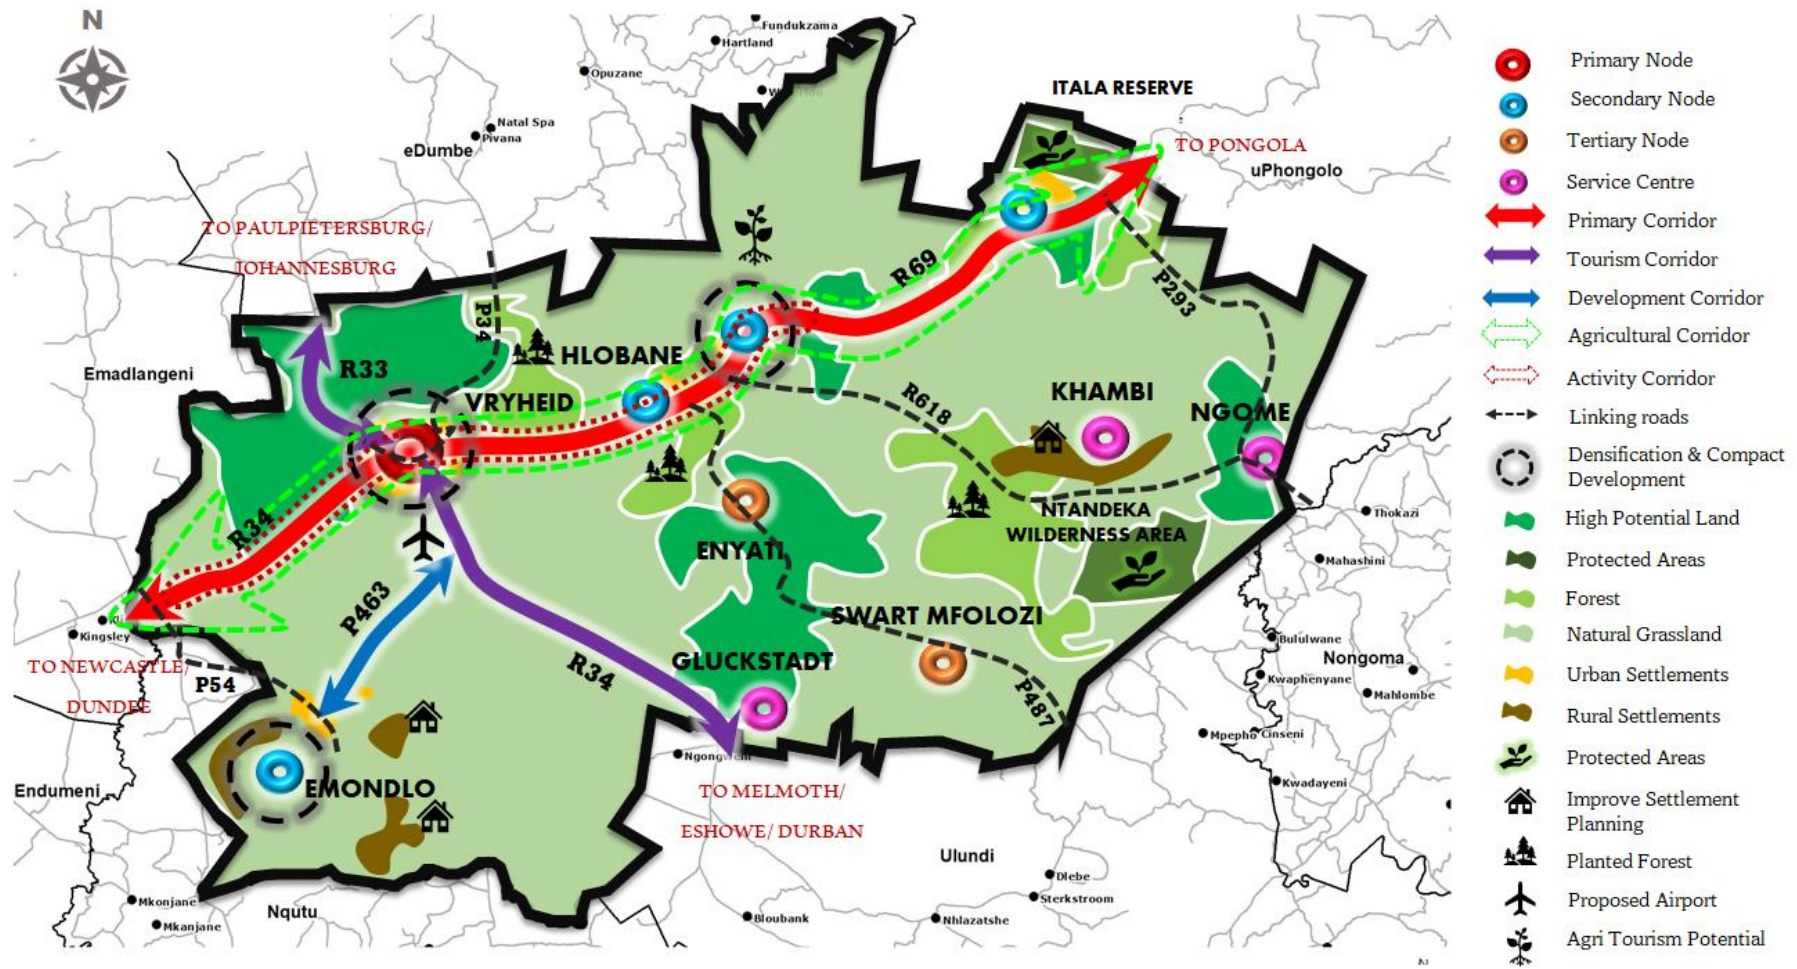 N
Fundukzama
Hartland
Opuzane
ITALA RESERVE
Natal Spa
Pivana
eDumbe
TO PONGOLA
uPhongolo
TO PAULPIETERSBURG/
JOHANNESBURG
R69
P293
P34
R33
HLOBANE
Emadlangeni
VRYHEID
R618
KHAMBI
NGOME
R34
NTANDEKA
WILDERNESS AREA
Thokazi
ENYATI
Mahashini
P463
SWART MFOLOZI
Kingsley
Bululwane
TO NEWCASTLE/
DUNDEE
P54
GLUCKSTADT
R34
P487
Nongoma
Kwaphenyane
Mahlombe
Mpepho
Cinseni
Endumeni
EMONDLO
TO MELMOTH/
ESHOWE/ DURBAN
Kwadayeni
Ulundi
Dlebe
Sterkstroom
Mkonjane
Nqutu
Mkanjane
Bloubank
Nhlazatshe
Primary Node
Secondary Node
Tertiary Node
Service Centre
Primary Corridor
Tourism Corridor
Development Corridor
Agricultural Corridor
Activity Corridor
Linking roads
Densification & Compact
Development
High Potential Land
Protected Areas
Forest
Natural Grassland
Urban Settlements
Rural Settlements
Protected Areas
Improve Settlement
Planning
Planted Forest
Proposed Airport
Agri Tourism Potential